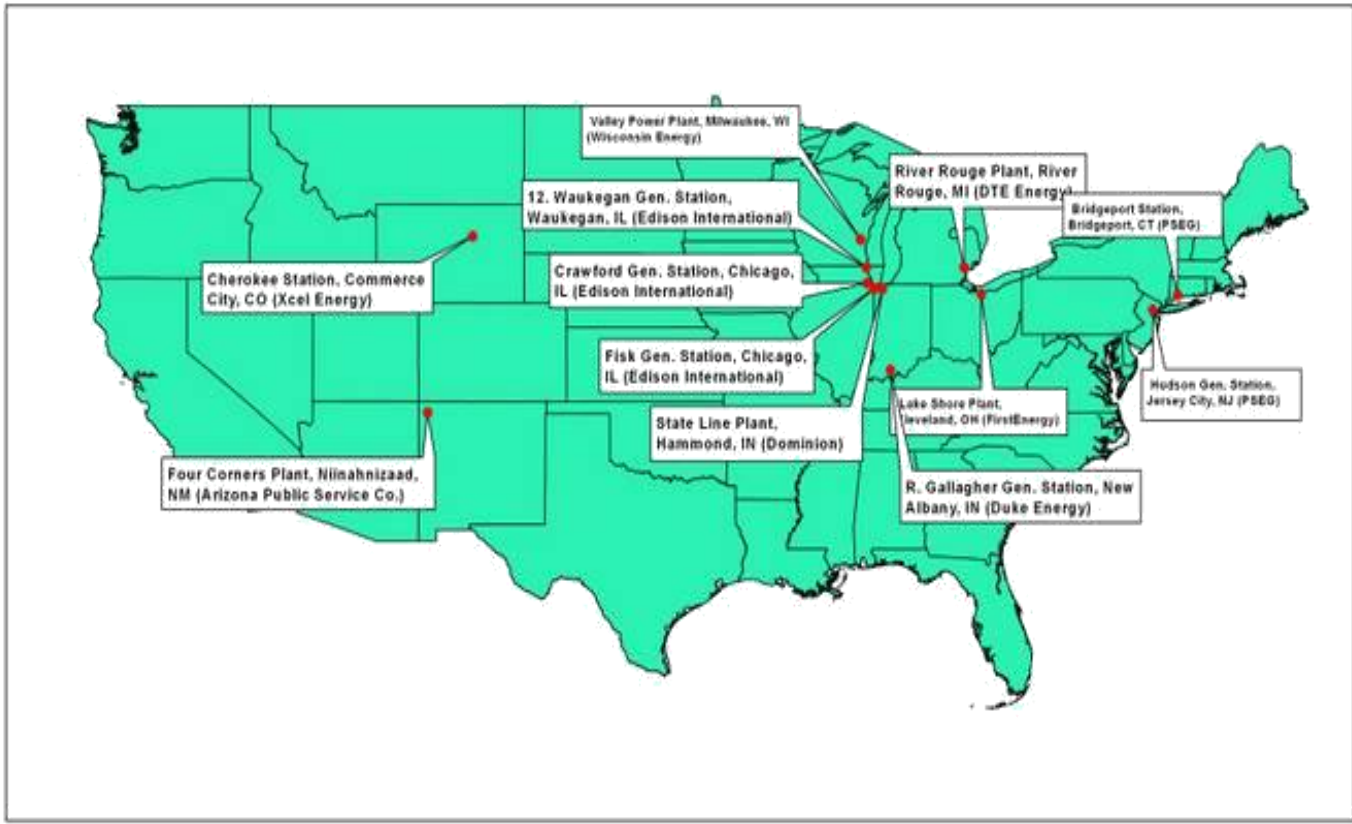 Valley Power Plant, Milwaukee, WI
(Wisconsin Energy)
River Rouge Plant, River
Rouge, MI (DTE Energy)
12. Waukegan Gen. Station,
Waukegan, IL (Edison International)
Bridgeport Station,
Bridgeport, CT (PSEG)
Cherokee Station, Commerce
City, CO (Xcel Energy)
Crawford Gen. Station, Chicago,
IL (Edison International)
Fisk Gen. Station, Chicago,
IL (Edison International)
Hudson Gen. Station,
Jersey City, NJ (PSEG)
Lake Shore Plant,
Cleveland, OH (FirstEnergy)
State Line Plant,
Hammond, IN (Dominion)
Four Corners Plant, Niinahnizaad,
NM (Arizona Public Service Co.)
R. Gallagher Gen. Station, New
Albany, IN (Duke Energy)